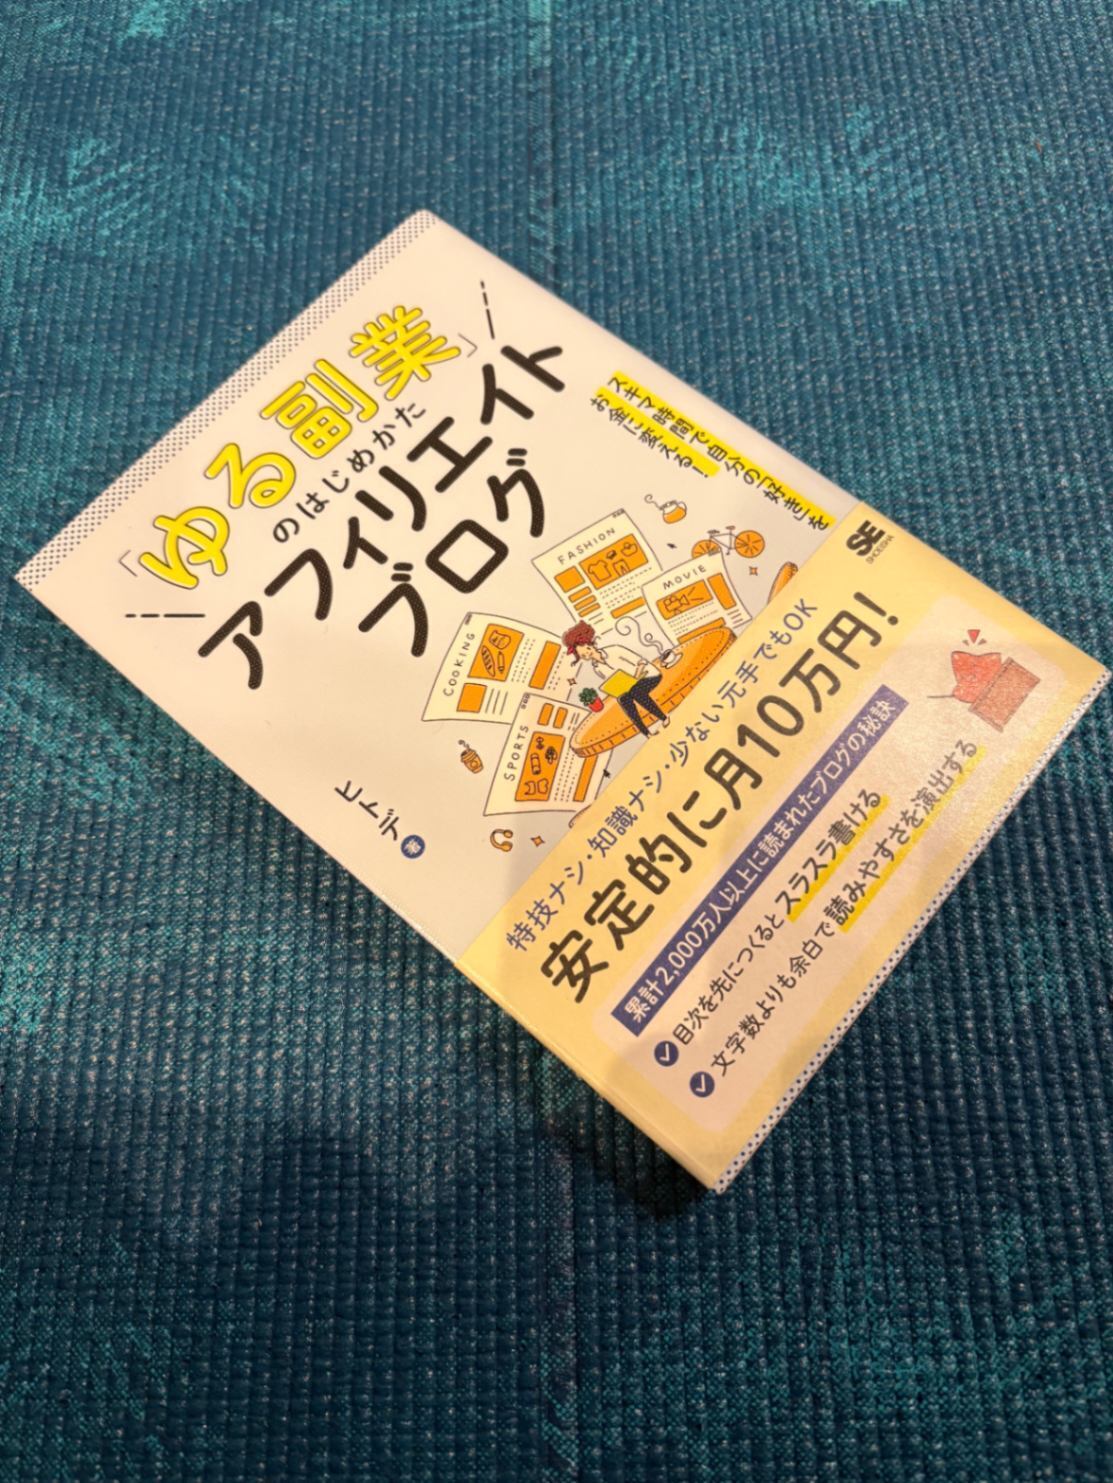 「ゆる副業」
のはじめかた
アフィリエイト
ブログ
スキマ時間で自分の「好き」を
お金に変える!
FASHION
MOVIE
COOKING
SPORTS
ヒトデ 著
SE
SHOEISHA
特技ナシ・知識ナシ・少ない元手でもOK
安定的に月10万円!
累計2,000万人以上に読まれたブログの秘訣
目次を先につくるとスラスラ書ける
文字数よりも余白で読みやすさを演出する